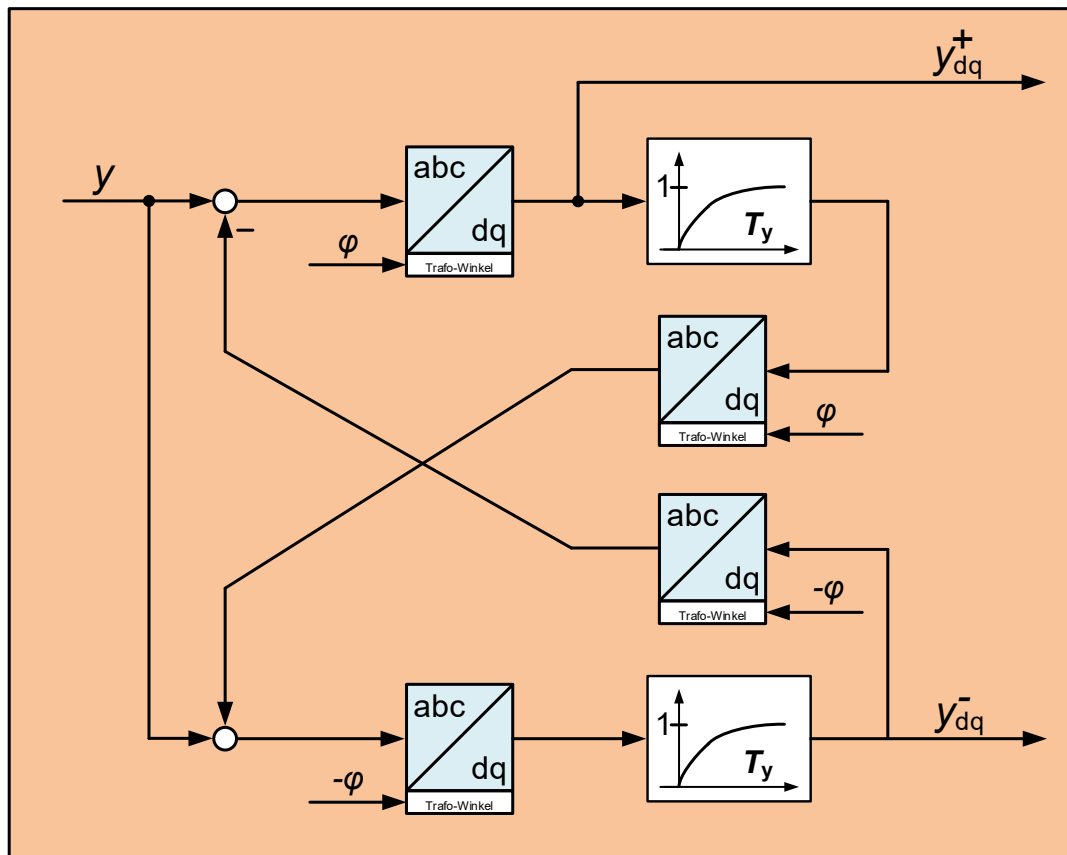 y⁺dq
y
–
abc
dq
φ
Trafo-Winkel
1
Ty
abc
dq
φ
Trafo-Winkel
abc
dq
-φ
Trafo-Winkel
abc
dq
-φ
Trafo-Winkel
1
Ty
y⁻dq